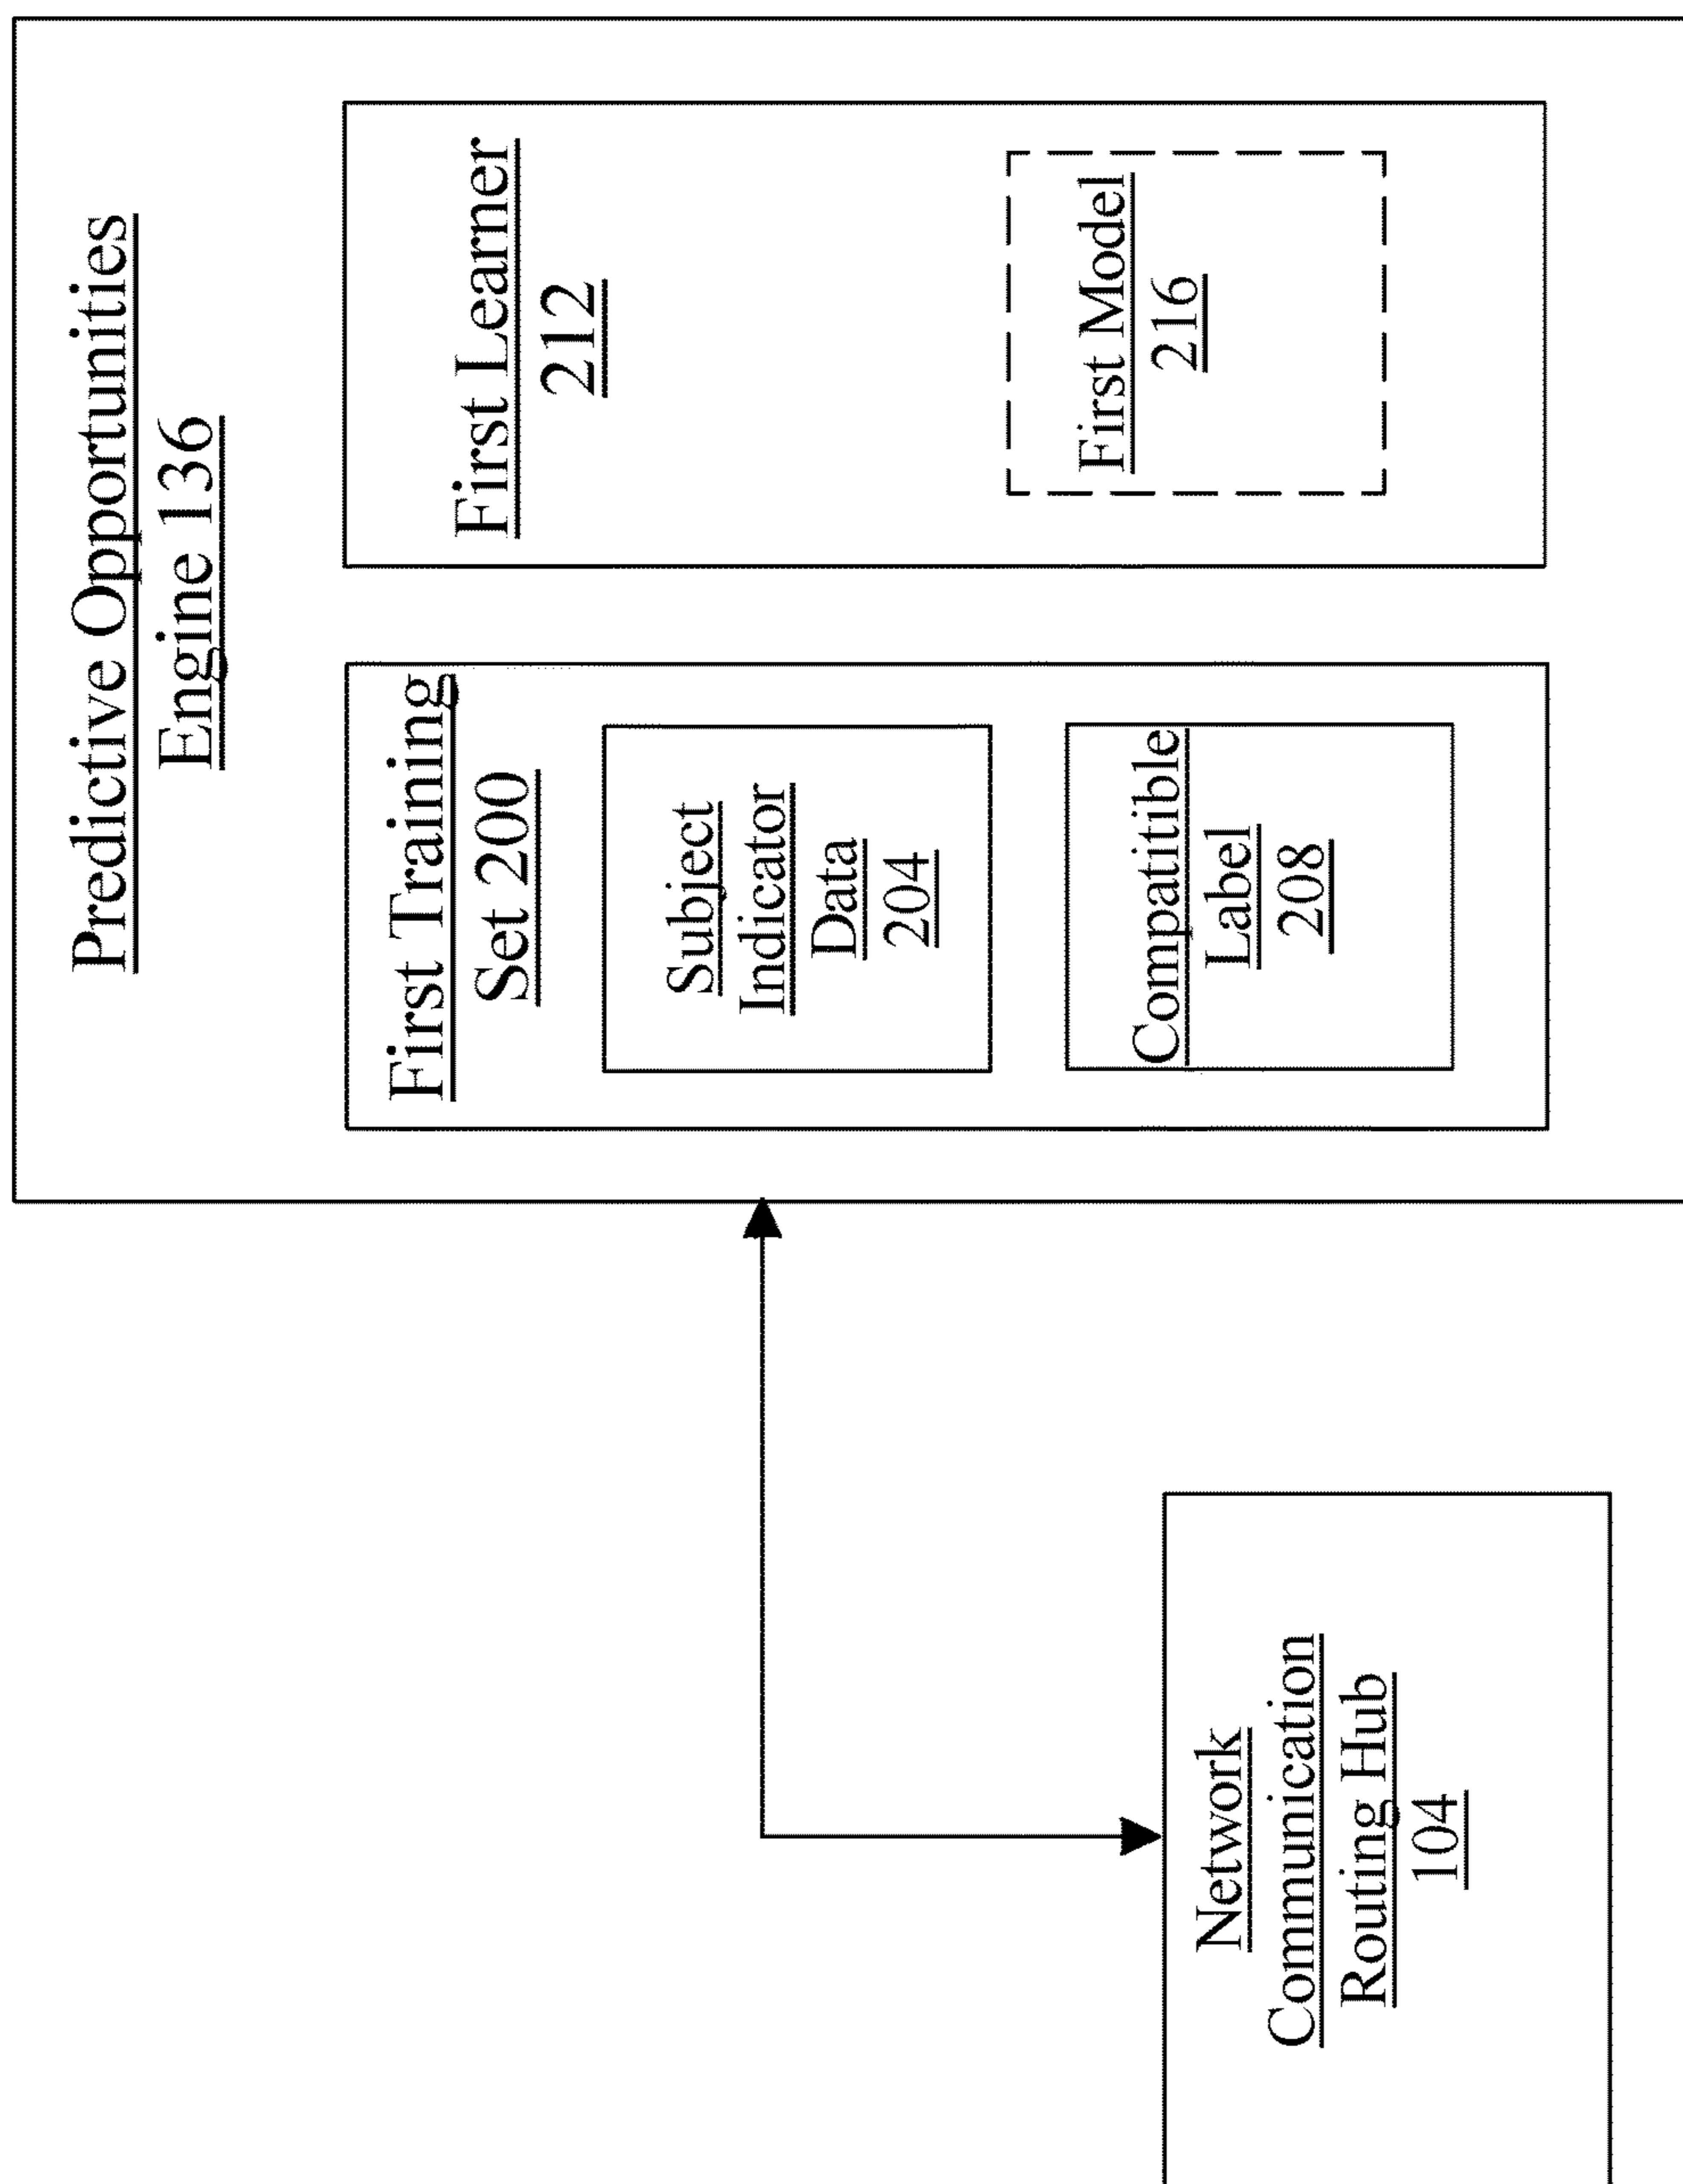 Predictive Opportunities
Engine 136
First Training
Set 200
Subject
Indicator
Data
204
Compatitible
Label
208
First Learner
212
First Model
216
Network
Communication
Routing Hub
104